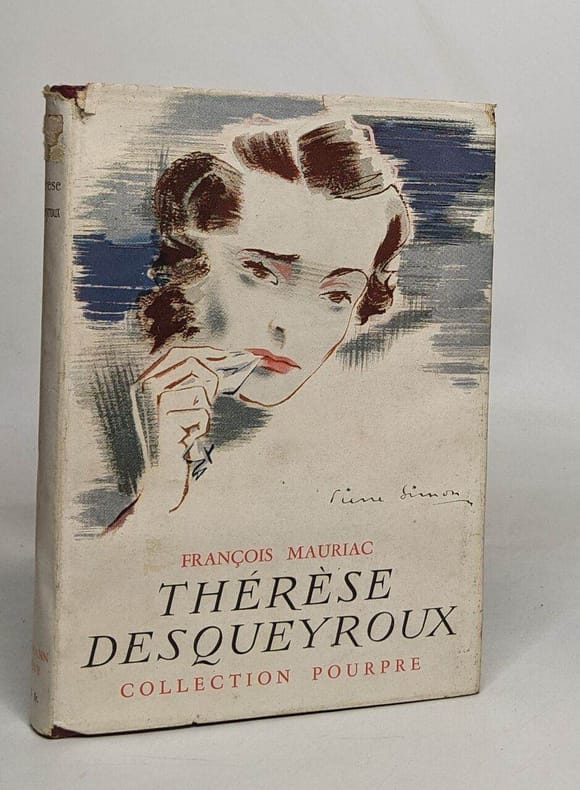 Pierre Simon
FRANÇOIS MAURIAC
THÉRÈSE
DESQUEYROUX
COLLECTION POURPRE